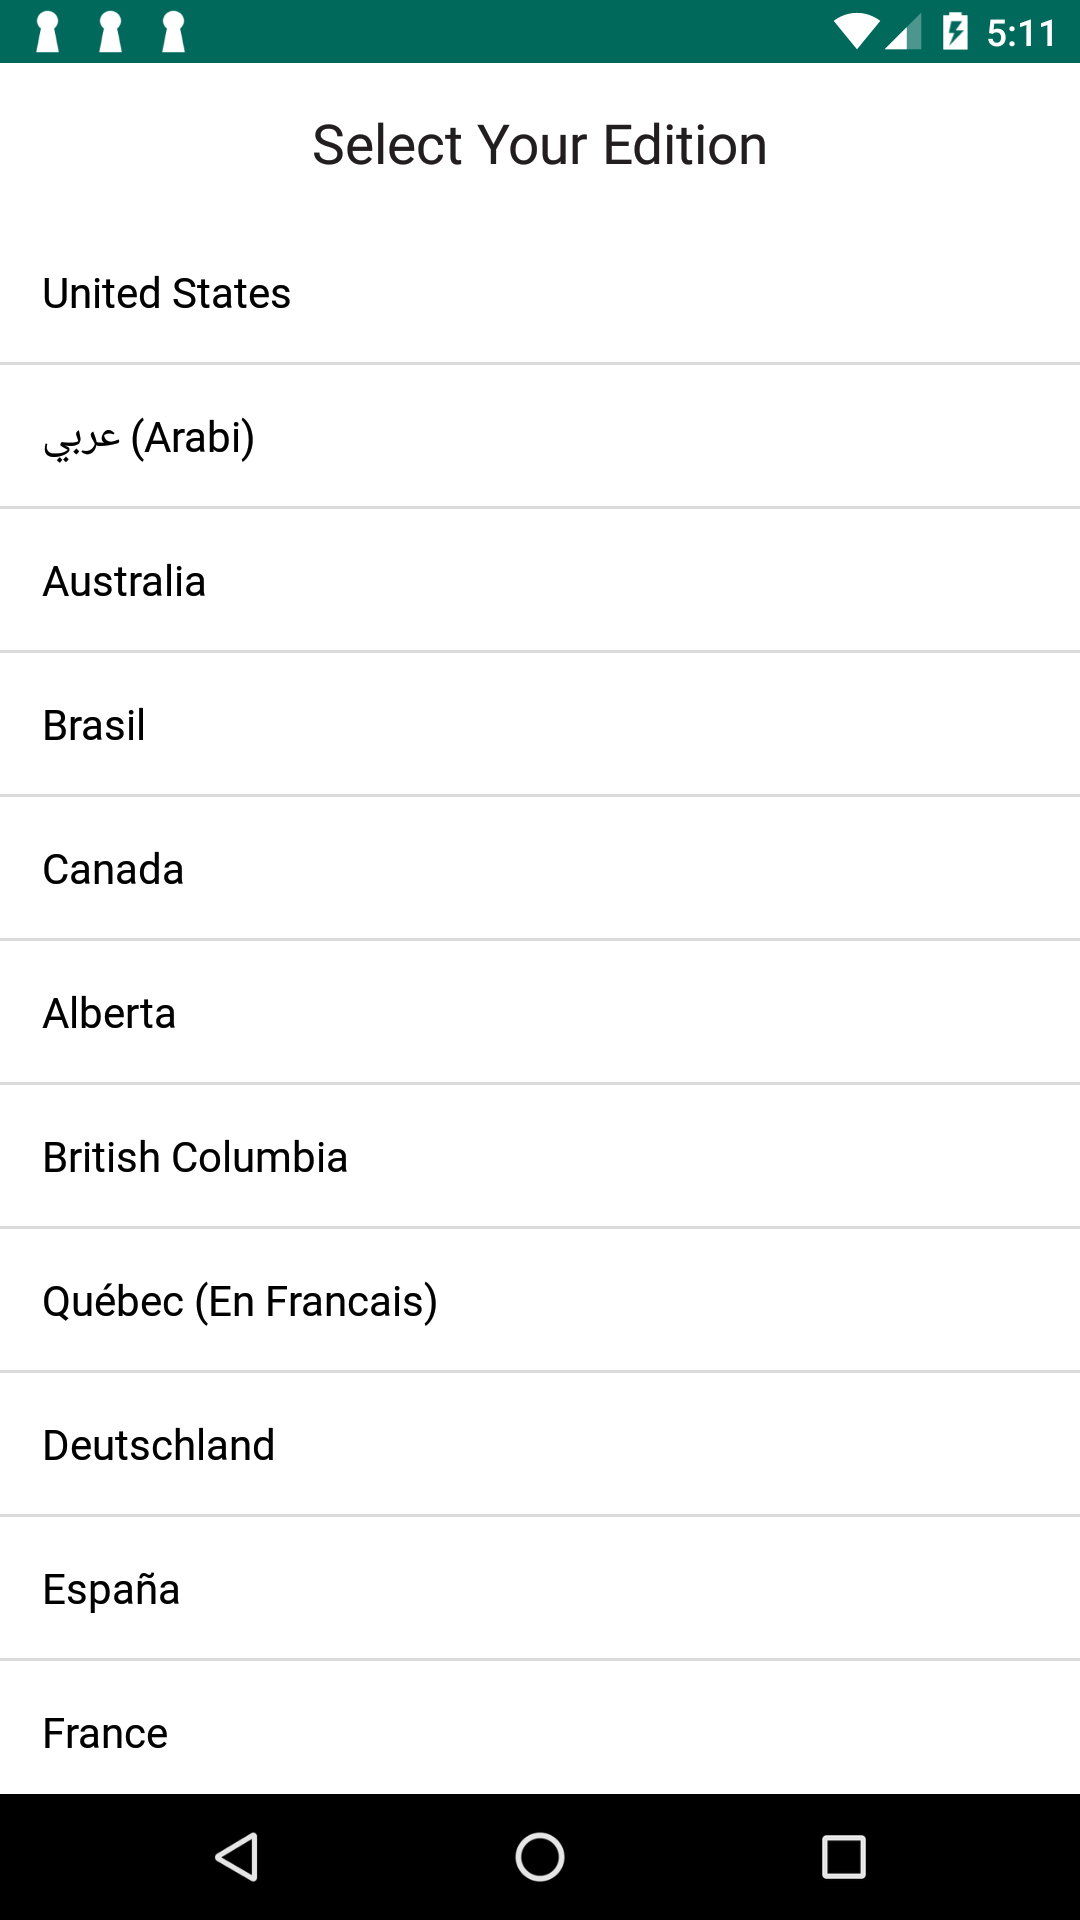 5:11
Select Your Edition
United States
عربي (Arabi)
Australia
Brasil
Canada
Alberta
British Columbia
Québec (En Francais)
Deutschland
España
France